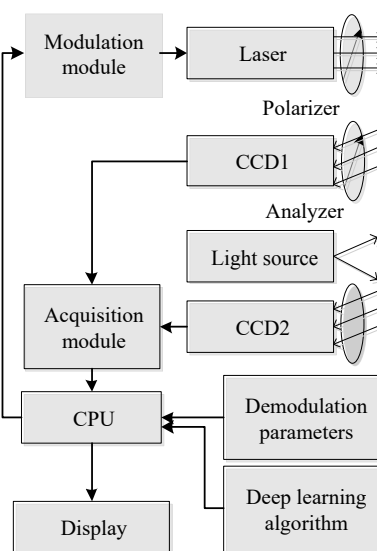 Modulation
module
Laser
Polarizer
CCD1
Analyzer
Light source
Acquisition
module
CCD2
CPU
Demodulation
parameters
Deep learning
algorithm
Display